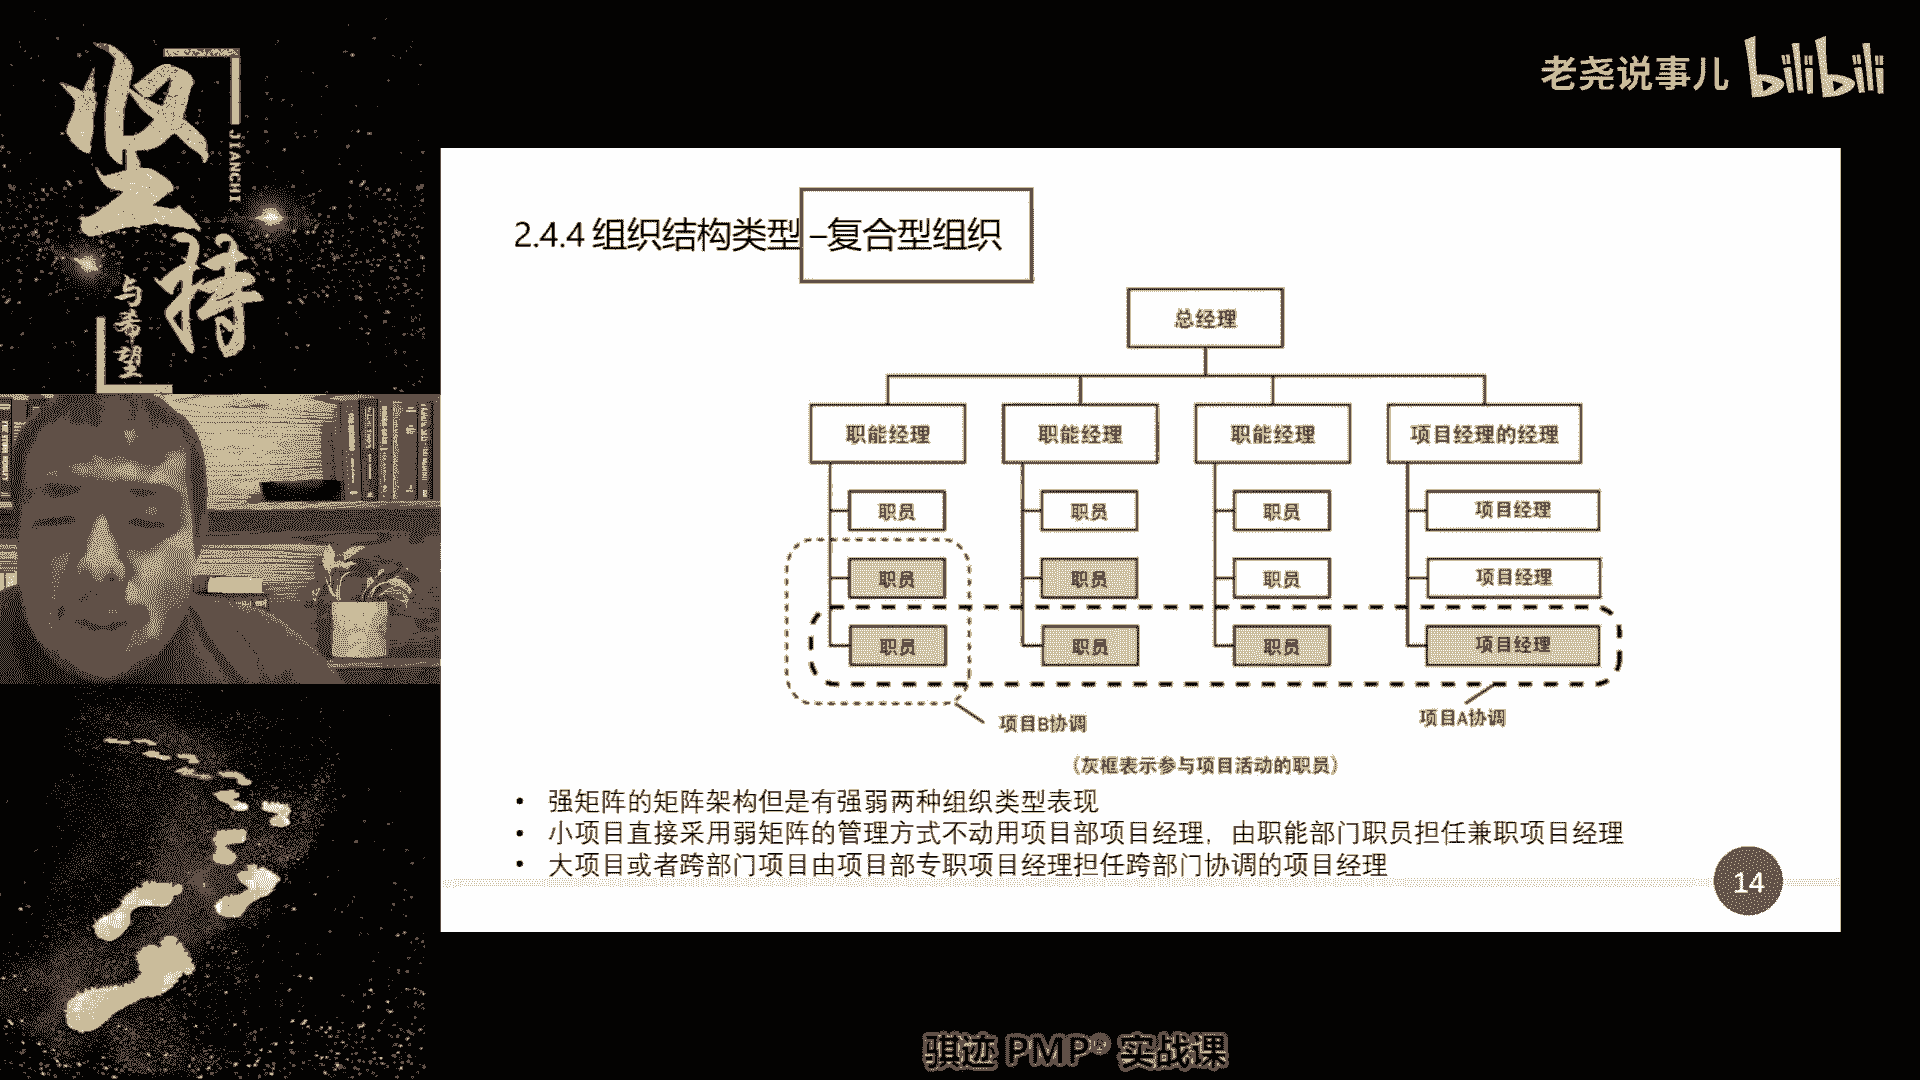 坚持
JIANCHI
与希望
老尧说事儿 bilibili
2.4.4 组织结构类型 –复合型组织
总经理
职能经理 职能经理 职能经理 项目经理的经理
职员 职员 职员 项目经理
职员 职员 职员 项目经理
职员 职员 职员 项目经理
项目B协调 项目A协调
(灰框表示参与项目活动的职员)
• 强矩阵的矩阵架构但是有强弱两种组织类型表现
• 小项目直接采用弱矩阵的管理方式不动用项目部项目经理，由职能部门职员担任兼职项目经理
• 大项目或者跨部门项目由项目部专职项目经理担任跨部门协调的项目经理
14
骐迹 PMP® 实战课